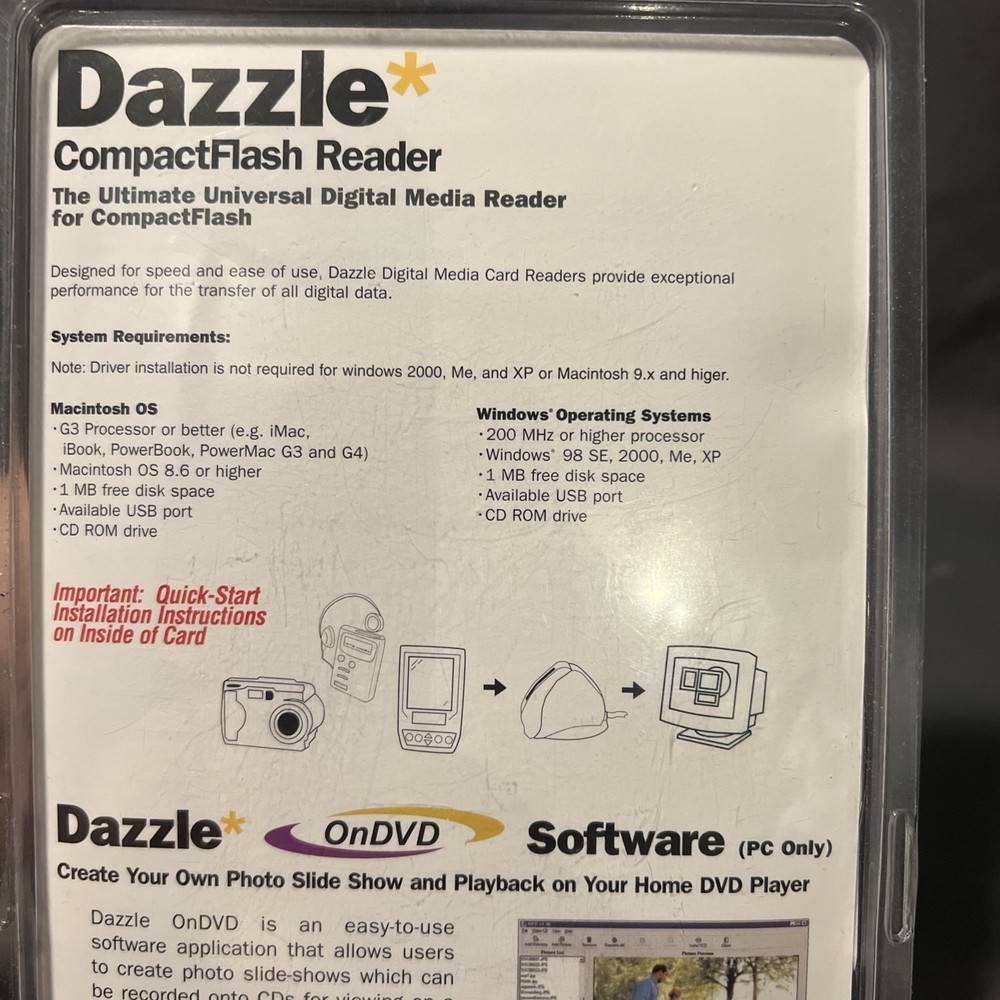 Dazzle*
CompactFlash Reader
The Ultimate Universal Digital Media Reader
for CompactFlash
Designed for speed and ease of use, Dazzle Digital Media Card Readers provide exceptional
performance for the transfer of all digital data.
System Requirements:
Note: Driver installation is not required for windows 2000, Me, and XP or Macintosh 9.x and higer.
Macintosh OS
·G3 Processor or better (e.g. iMac,
iBook, PowerBook, PowerMac G3 and G4)
·Macintosh OS 8.6 or higher
·1 MB free disk space
·Available USB port
·CD ROM drive
Windows® Operating Systems
·200 MHz or higher processor
·Windows® 98 SE, 2000, Me, XP
·1 MB free disk space
·Available USB port
·CD ROM drive
Important: Quick-Start
Installation Instructions
on Inside of Card
Dazzle* OnDVD Software (PC Only)
Create Your Own Photo Slide Show and Playback on Your Home DVD Player
Dazzle OnDVD is an easy-to-use
software application that allows users
to create photo slide-shows which can
be recorded onto CDs for viewing on a